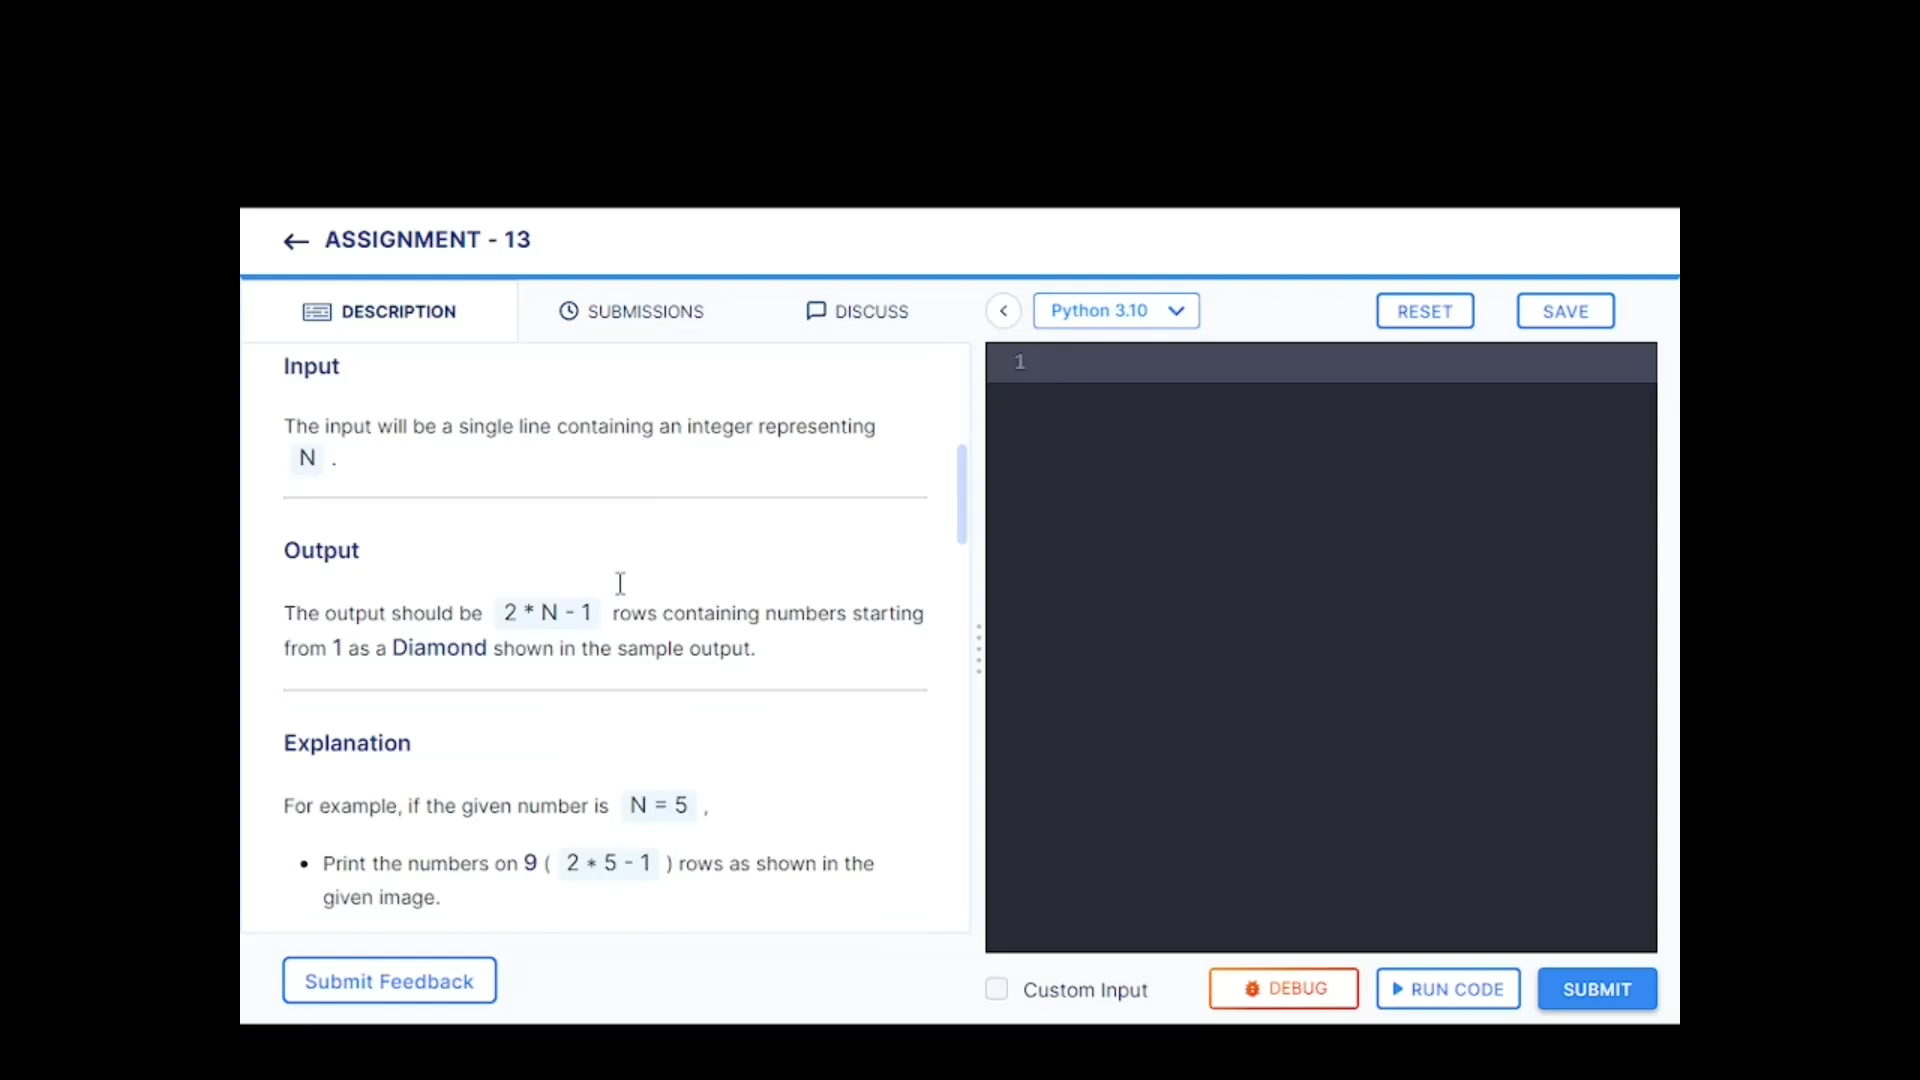 ASSIGNMENT - 13
DESCRIPTION
SUBMISSIONS
DISCUSS
Python 3.10
RESET
SAVE
Input
The input will be a single line containing an integer representing
N .
Output
The output should be 2 * N - 1 rows containing numbers starting
from 1 as a Diamond shown in the sample output.
Explanation
For example, if the given number is N = 5 ,
• Print the numbers on 9 ( 2 * 5 - 1 ) rows as shown in the
given image.
1
Submit Feedback
Custom Input
DEBUG
RUN CODE
SUBMIT